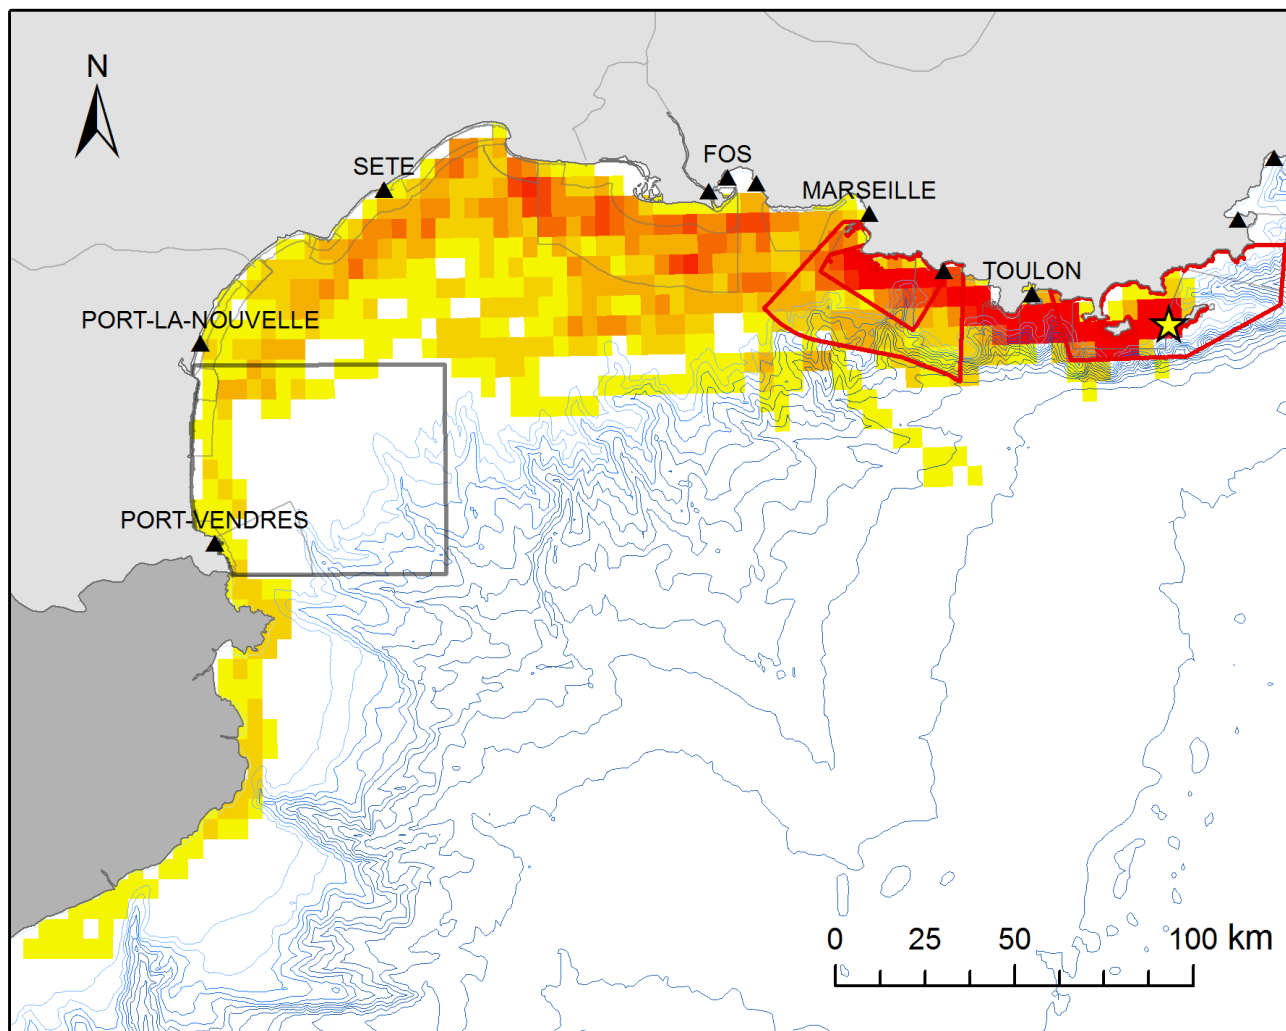 N
SETE
FOS
MARSEILLE
TOULON
PORT-LA-NOUVELLE
PORT-VENDRES
0 25 50 100 km